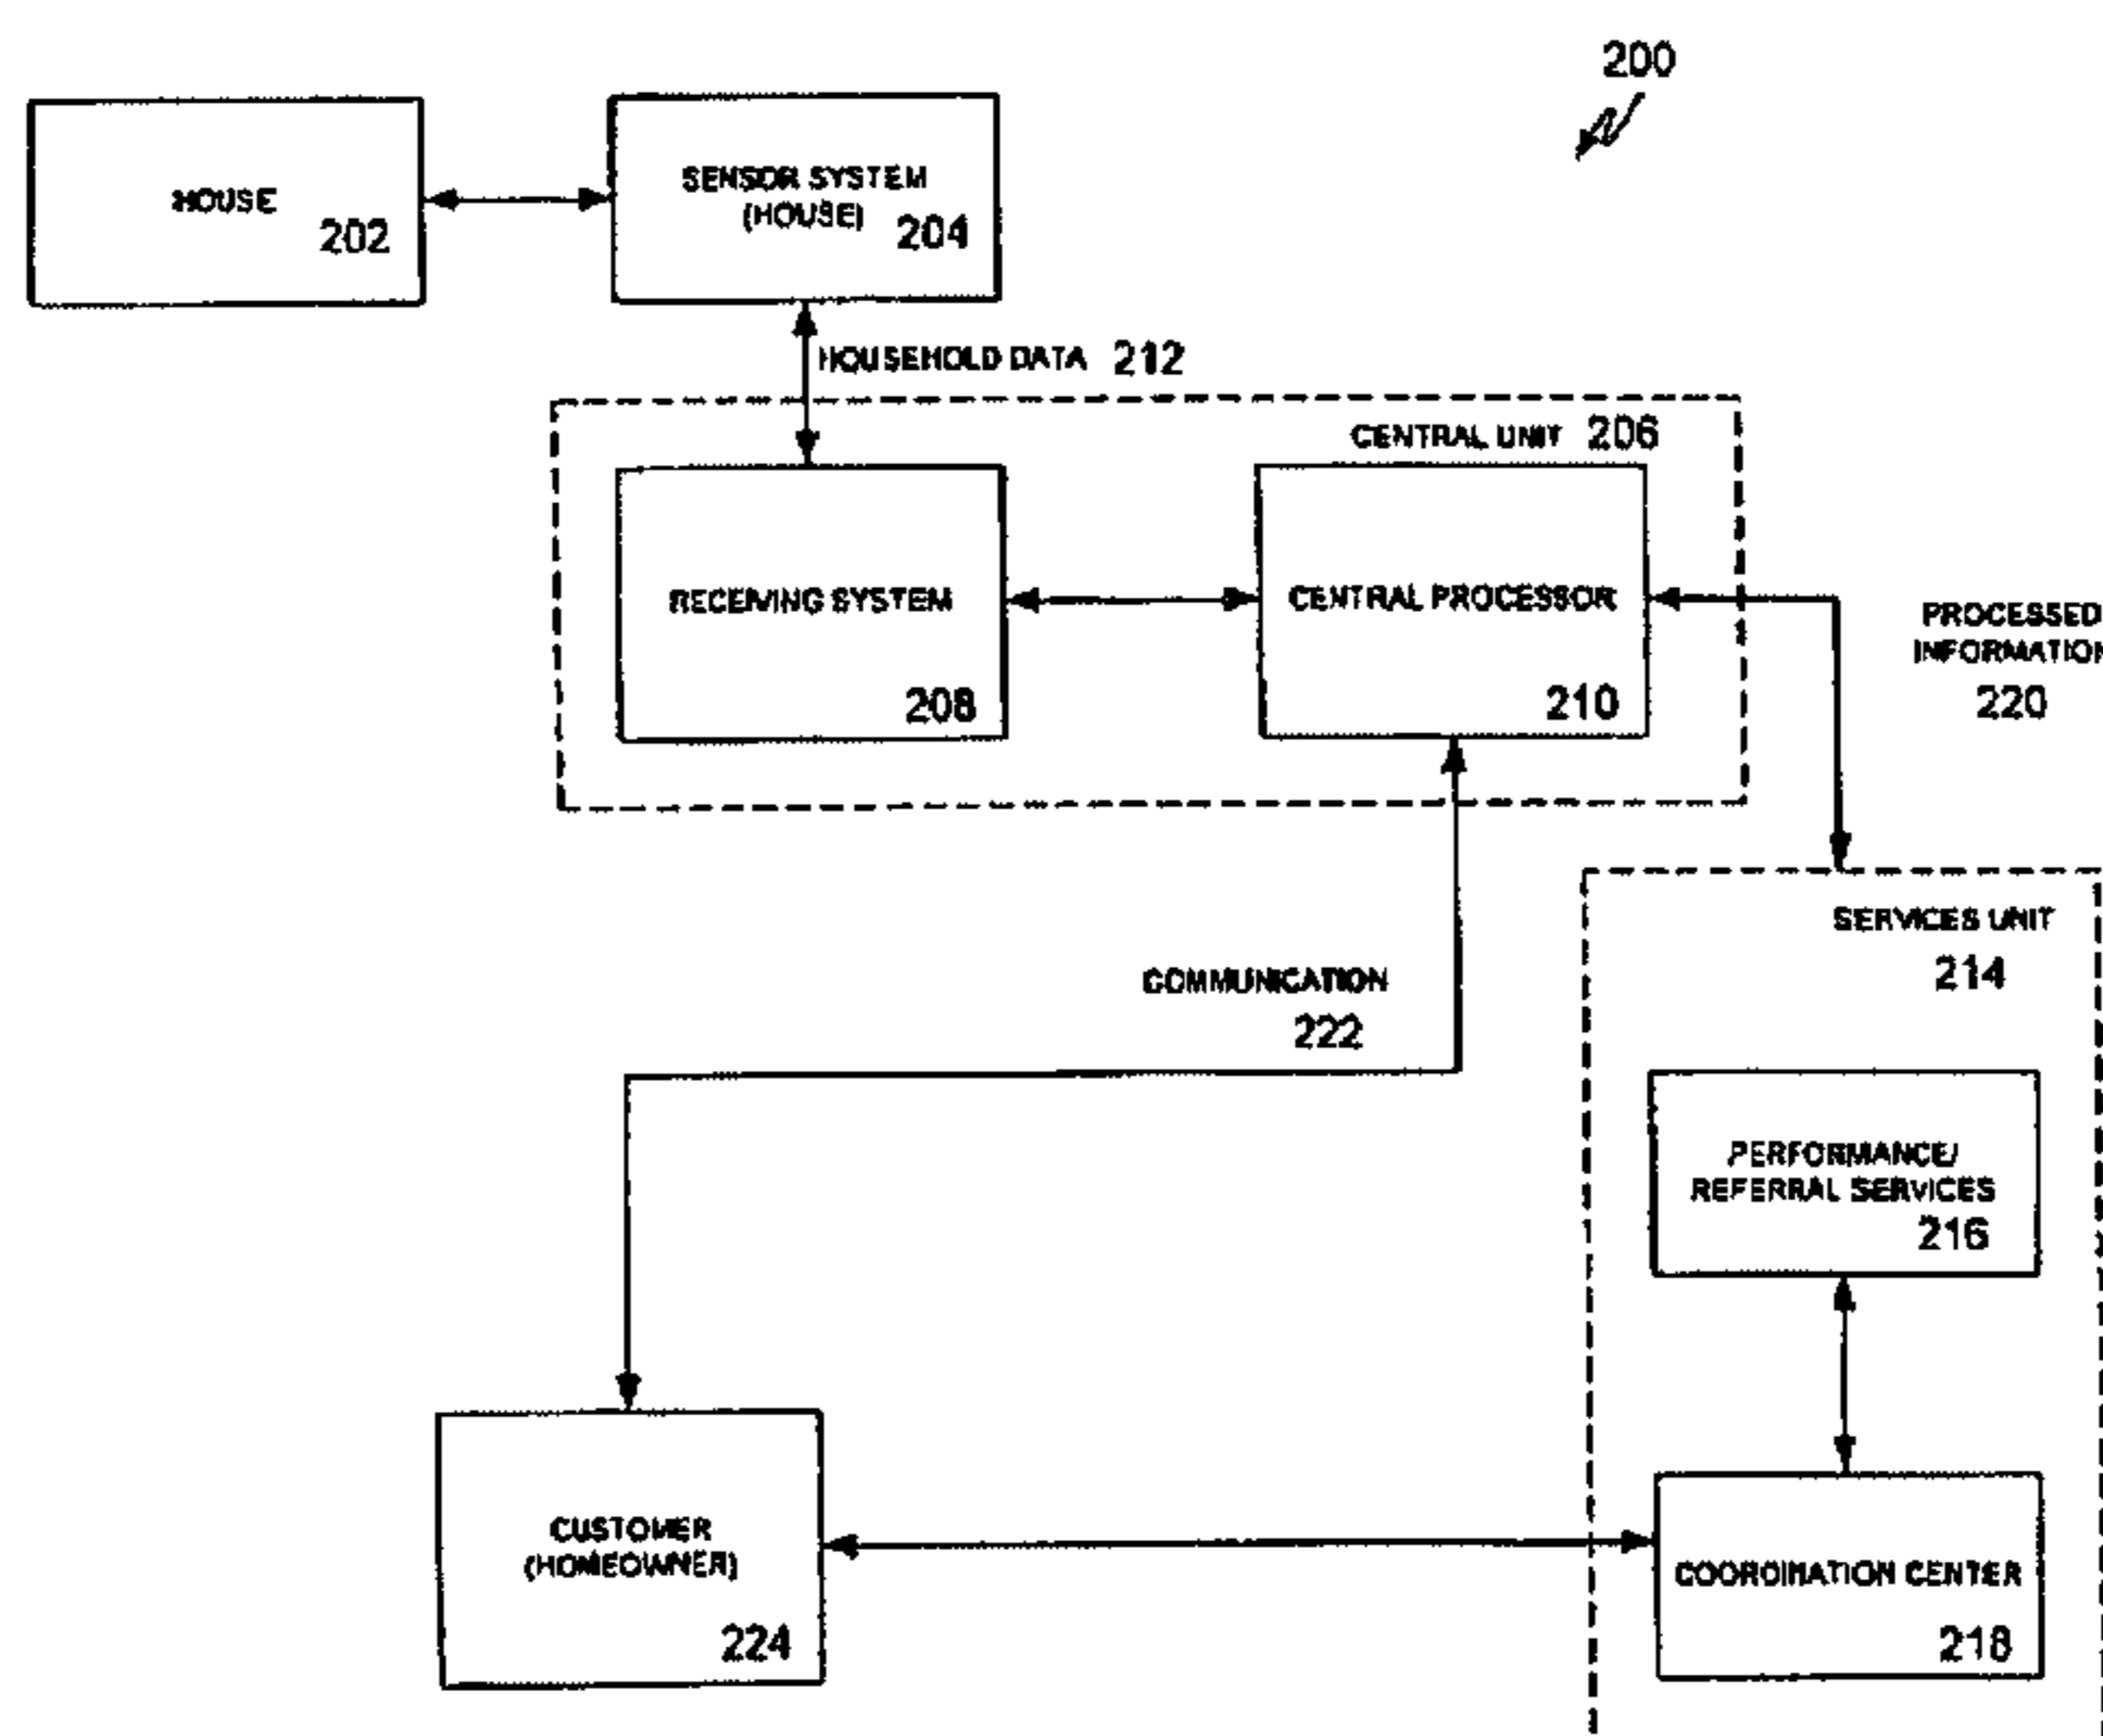 200
HOUSE
202
SENSOR SYSTEM
(HOUSE)
204
HOUSEHOLD DATA 212
CENTRAL UNIT 206
RECEIVING SYSTEM
208
CENTRAL PROCESSOR
210
PROCESSED
INFORMATION
220
SERVICES UNIT
214
COMMUNICATION
222
PERFORMANCE/
REFERRAL SERVICES
216
CUSTOMER
(HOMEOWNER)
224
COORDINATION CENTER
218